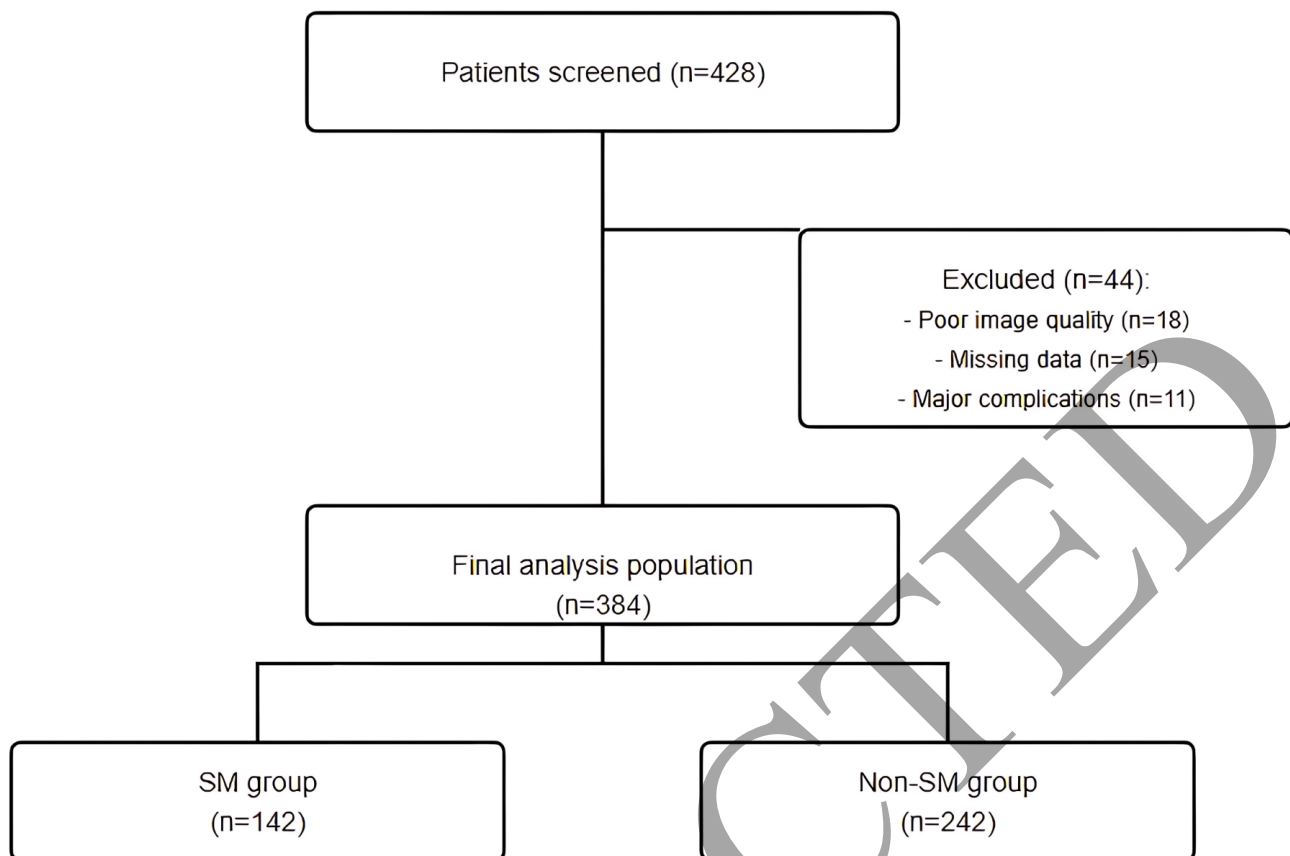 Patients screened (n=428)
Excluded (n=44):
- Poor image quality (n=18)
- Missing data (n=15)
- Major complications (n=11)
Final analysis population
(n=384)
SM group
(n=142)
Non-SM group
(n=242)
CTED